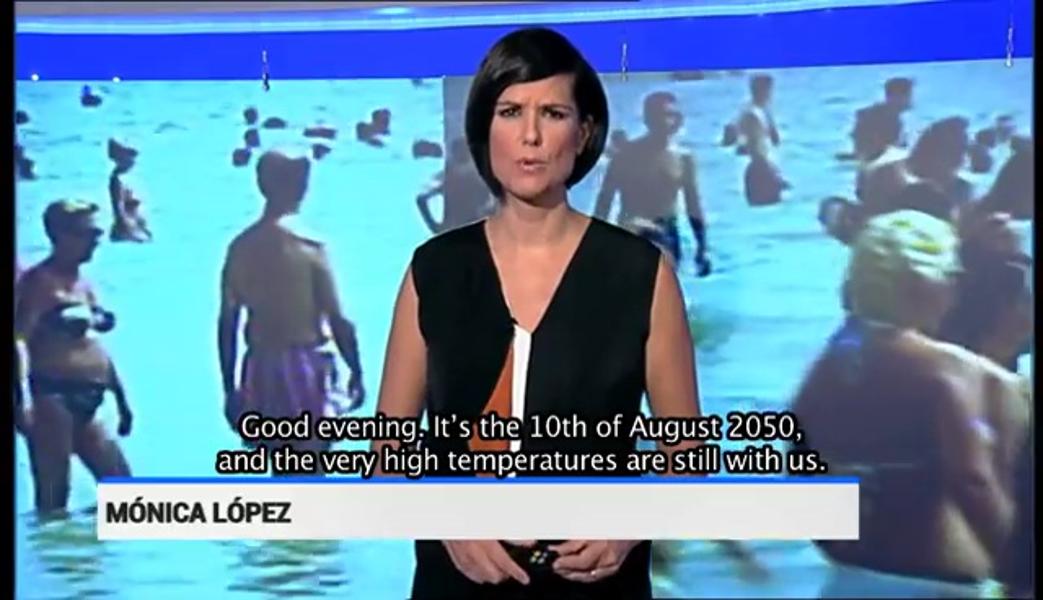 Good evening. It's the 10th of August 2050,
and the very high temperatures are still with us.
MÓNICA LÓPEZ